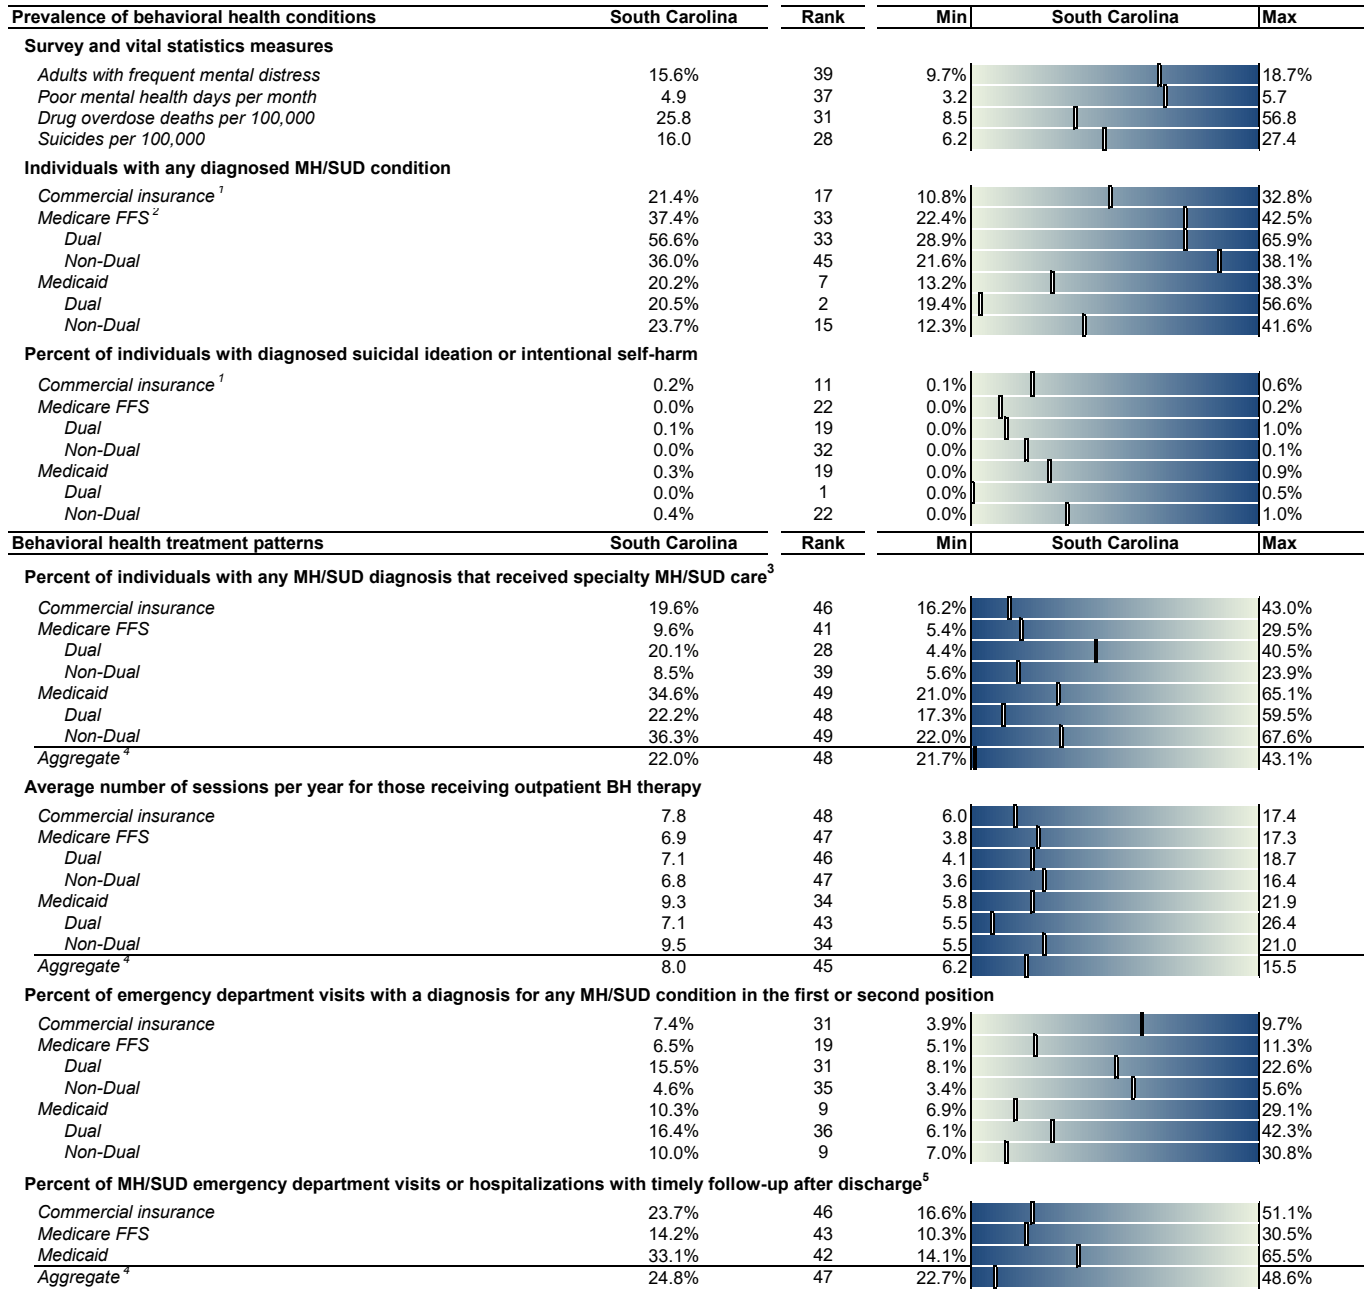 Prevalence of behavioral health conditions South Carolina Rank Min South Carolina Max
Survey and vital statistics measures
Adults with frequent mental distress 15.6% 39 9.7% 18.7%
Poor mental health days per month 4.9 37 3.2 5.7
Drug overdose deaths per 100,000 25.8 31 8.5 56.8
Suicides per 100,000 16.0 28 6.2 27.4
Individuals with any diagnosed MH/SUD condition
Commercial insurance 1 21.4% 17 10.8% 32.8%
Medicare FFS 2 37.4% 33 22.4% 42.5%
Dual 56.6% 33 28.9% 65.9%
Non-Dual 36.0% 45 21.6% 38.1%
Medicaid 20.2% 7 13.2% 38.3%
Dual 20.5% 2 19.4% 56.6%
Non-Dual 23.7% 15 12.3% 41.6%
Percent of individuals with diagnosed suicidal ideation or intentional self-harm
Commercial insurance 1 0.2% 11 0.1% 0.6%
Medicare FFS 0.0% 22 0.0% 0.2%
Dual 0.1% 19 0.0% 1.0%
Non-Dual 0.0% 32 0.0% 0.1%
Medicaid 0.3% 19 0.0% 0.9%
Dual 0.0% 1 0.0% 0.5%
Non-Dual 0.4% 22 0.0% 1.0%
Behavioral health treatment patterns South Carolina Rank Min South Carolina Max
Percent of individuals with any MH/SUD diagnosis that received specialty MH/SUD care3
Commercial insurance 19.6% 46 16.2% 43.0%
Medicare FFS 9.6% 41 5.4% 29.5%
Dual 20.1% 28 4.4% 40.5%
Non-Dual 8.5% 39 5.6% 23.9%
Medicaid 34.6% 49 21.0% 65.1%
Dual 22.2% 48 17.3% 59.5%
Non-Dual 36.3% 49 22.0% 67.6%
Aggregate 4 22.0% 48 21.7% 43.1%
Average number of sessions per year for those receiving outpatient BH therapy
Commercial insurance 7.8 48 6.0 17.4
Medicare FFS 6.9 47 3.8 17.3
Dual 7.1 46 4.1 18.7
Non-Dual 6.8 47 3.6 16.4
Medicaid 9.3 34 5.8 21.9
Dual 7.1 43 5.5 26.4
Non-Dual 9.5 34 5.5 21.0
Aggregate 4 8.0 45 6.2 15.5
Percent of emergency department visits with a diagnosis for any MH/SUD condition in the first or second position
Commercial insurance 7.4% 31 3.9% 9.7%
Medicare FFS 6.5% 19 5.1% 11.3%
Dual 15.5% 31 8.1% 22.6%
Non-Dual 4.6% 35 3.4% 5.6%
Medicaid 10.3% 9 6.9% 29.1%
Dual 16.4% 36 6.1% 42.3%
Non-Dual 10.0% 9 7.0% 30.8%
Percent of MH/SUD emergency department visits or hospitalizations with timely follow-up after discharge5
Commercial insurance 23.7% 46 16.6% 51.1%
Medicare FFS 14.2% 43 10.3% 30.5%
Medicaid 33.1% 42 14.1% 65.5%
Aggregate 4 24.8% 47 22.7% 48.6%